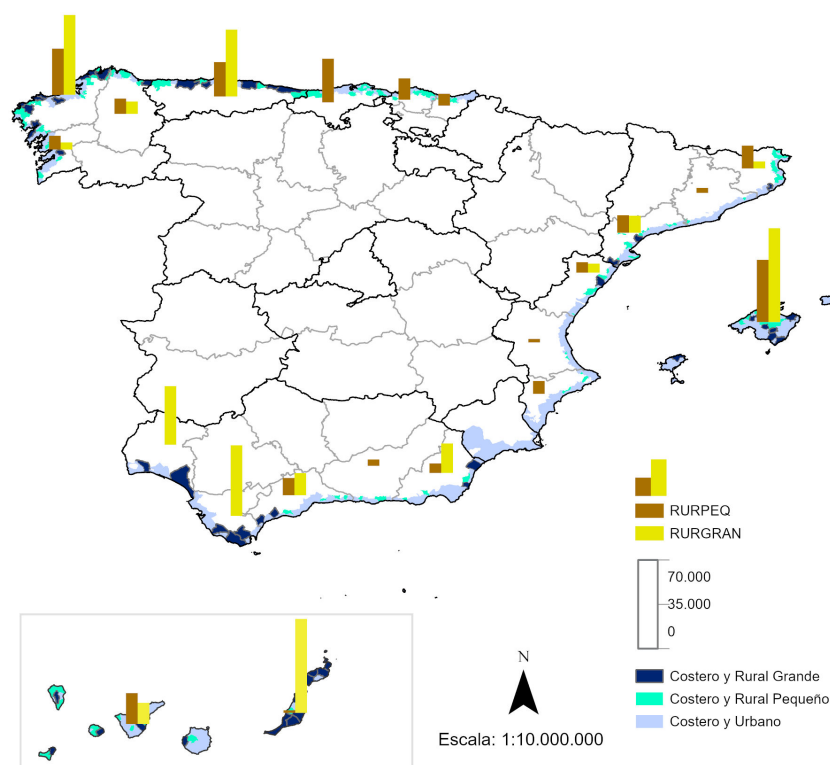 RURPEQ
RURGRAN
70.000
35.000
0
N
Costero y Rural Grande
Costero y Rural Pequeño
Costero y Urbano
Escala: 1:10.000.000